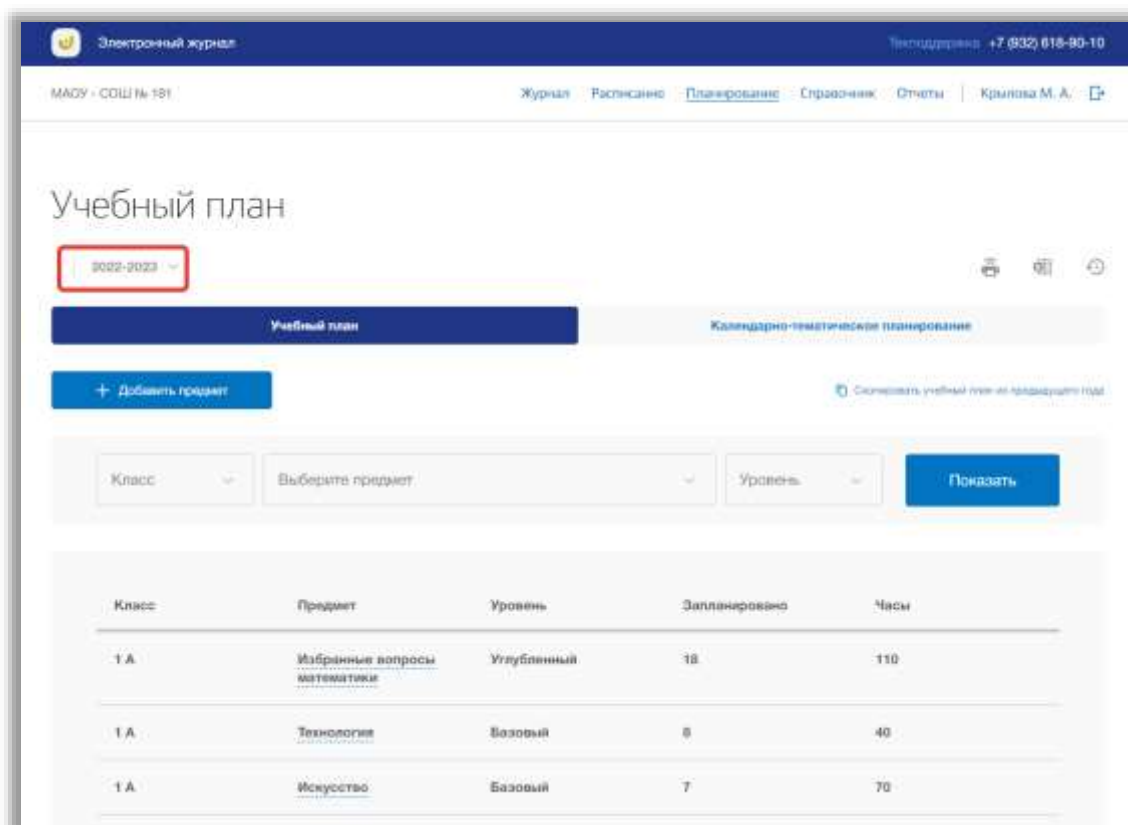 Электронный журнал
Техподдержка +7 (932) 618-90-10
МАОУ - СОШ № 181
Журнал Расписание Планирование Справочник Отчеты Крылова М. А.
Учебный план
2022-2023
Учебный план
Календарно-тематическое планирование
+ Добавить предмет
Скопировать учебный план из предыдущего года
Класс
Выберите предмет
Уровень
Показать
Класс Предмет Уровень Запланировано Часы
1 А Избранные вопросы Углубленный 18 110
математики
1 А Технология Базовый 8 40
1 А Искусство Базовый 7 70